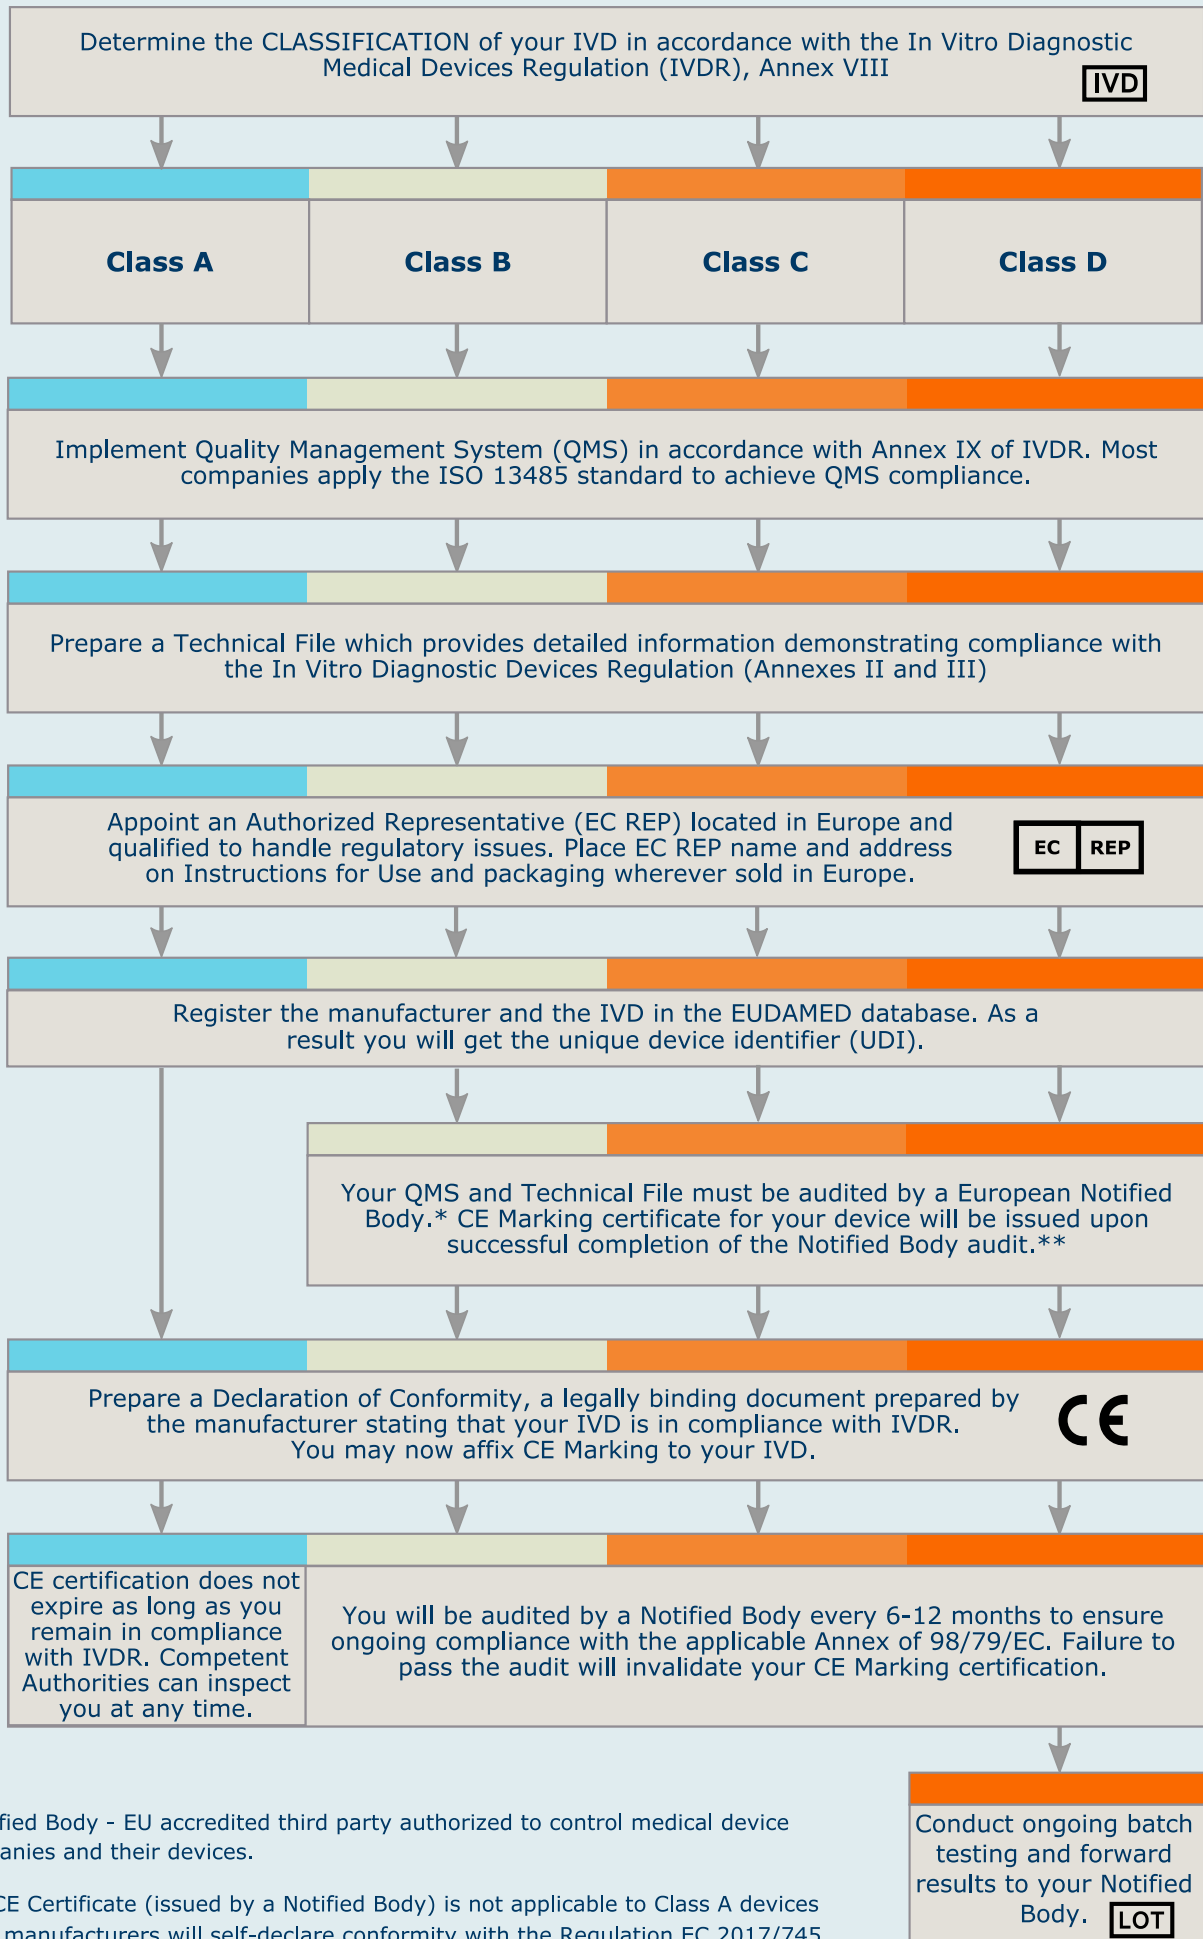 Determine the CLASSIFICATION of your IVD in accordance with the In Vitro Diagnostic
Medical Devices Regulation (IVDR), Annex VIII
IVD
Class A
Class B
Class C
Class D
Implement Quality Management System (QMS) in accordance with Annex IX of IVDR. Most
companies apply the ISO 13485 standard to achieve QMS compliance.
Prepare a Technical File which provides detailed information demonstrating compliance with
the In Vitro Diagnostic Devices Regulation (Annexes II and III)
Appoint an Authorized Representative (EC REP) located in Europe and
qualified to handle regulatory issues. Place EC REP name and address
on Instructions for Use and packaging wherever sold in Europe.
EC REP
Register the manufacturer and the IVD in the EUDAMED database. As a
result you will get the unique device identifier (UDI).
Your QMS and Technical File must be audited by a European Notified
Body.* CE Marking certificate for your device will be issued upon
successful completion of the Notified Body audit.**
Prepare a Declaration of Conformity, a legally binding document prepared by
the manufacturer stating that your IVD is in compliance with IVDR.
You may now affix CE Marking to your IVD.
CE
CE certification does not
expire as long as you
remain in compliance
with IVDR. Competent
Authorities can inspect
you at any time.
You will be audited by a Notified Body every 6-12 months to ensure
ongoing compliance with the applicable Annex of 98/79/EC. Failure to
pass the audit will invalidate your CE Marking certification.
fied Body - EU accredited third party authorized to control medical device
anies and their devices.
CE Certificate (issued by a Notified Body) is not applicable to Class A devices
manufacturers will self-declare conformity with the Regulation EC 2017/745
Conduct ongoing batch
testing and forward
results to your Notified
Body.
LOT